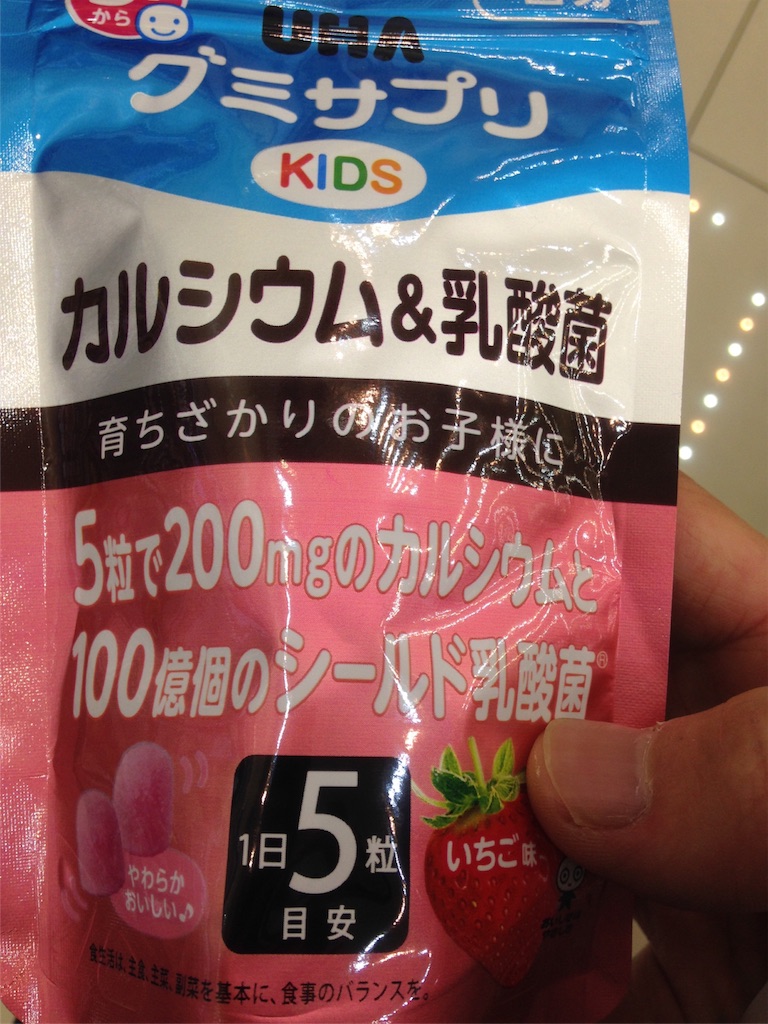 から
UHA
グミサプリ
KIDS
カルシウム&乳酸菌
育ちざかりのお子様に
5粒で200mgのカルシウムと
100億個のシールド乳酸菌®
やわらか
おいしい♪
1日5粒
目安
いちご味
食生活は、主食、主菜、副菜を基本に、食事のバランスを。